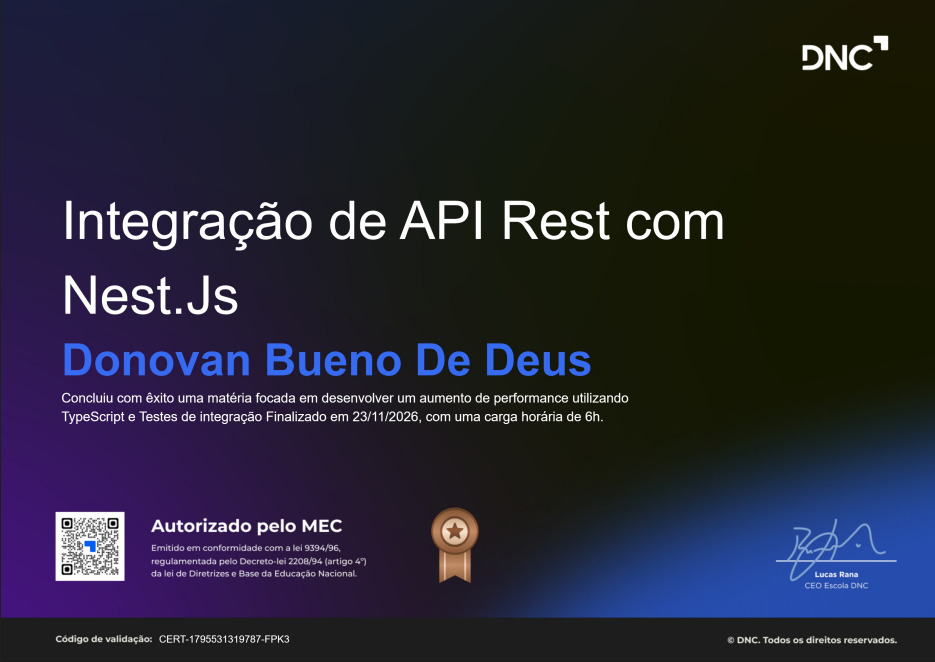 DNC
Integração de API Rest com
Nest.Js
Donovan Bueno De Deus
Concluiu com êxito uma matéria focada em desenvolver um aumento de performance utilizando
TypeScript e Testes de integração Finalizado em 23/11/2026, com uma carga horária de 6h.
Autorizado pelo MEC
Emitido em conformidade com a lei 9394/96,
regulamentada pelo Decreto-lei 2208/94 (artigo 4º)
da lei de Diretrizes e Base da Educação Nacional.
Lucas Rana
CEO Escola DNC
Código de validação: CERT-1795531319787-FPK3
© DNC. Todos os direitos reservados.